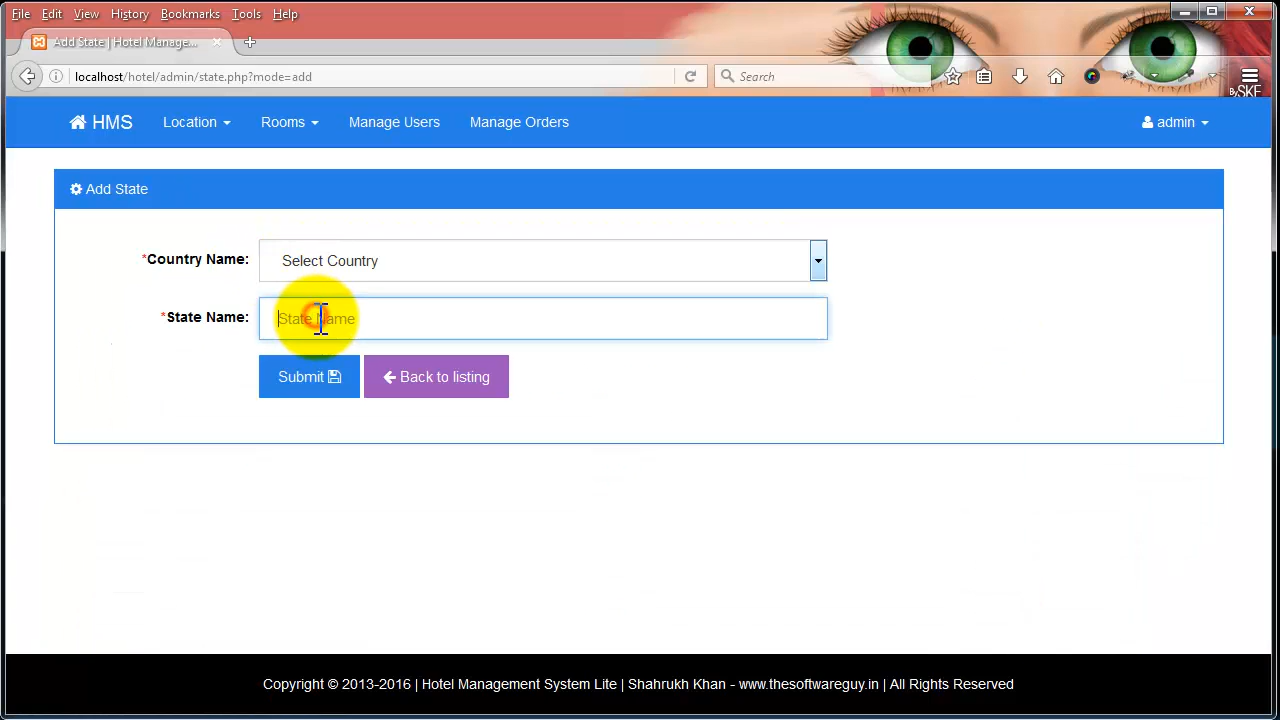 File Edit View History Bookmarks Tools Help
Add State | Hotel Manage... × +
localhost/hotel/admin/state.php?mode=add Search
By SKE
HMS Location Rooms Manage Users Manage Orders admin
Add State
*Country Name: Select Country
*State Name: State Name
Submit Back to listing
Copyright © 2013-2016 | Hotel Management System Lite | Shahrukh Khan - www.thesoftwareguy.in | All Rights Reserved